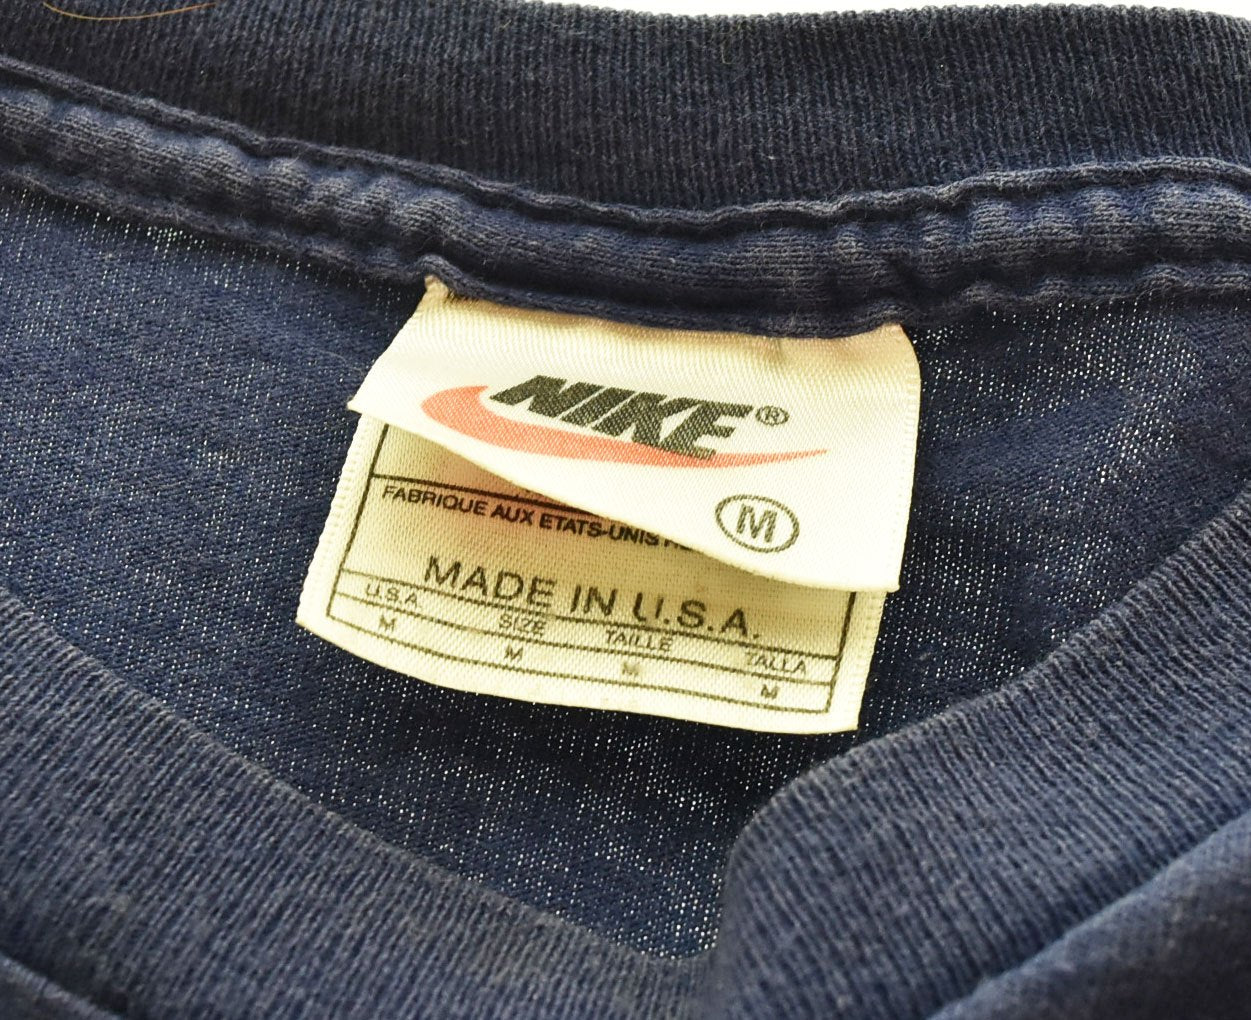 NIKE®
M
FABRIQUE AUX ETATS-UNIS
MADE IN U.S.A.
U.S.A. SIZE TAILLE TALLA
M M M M